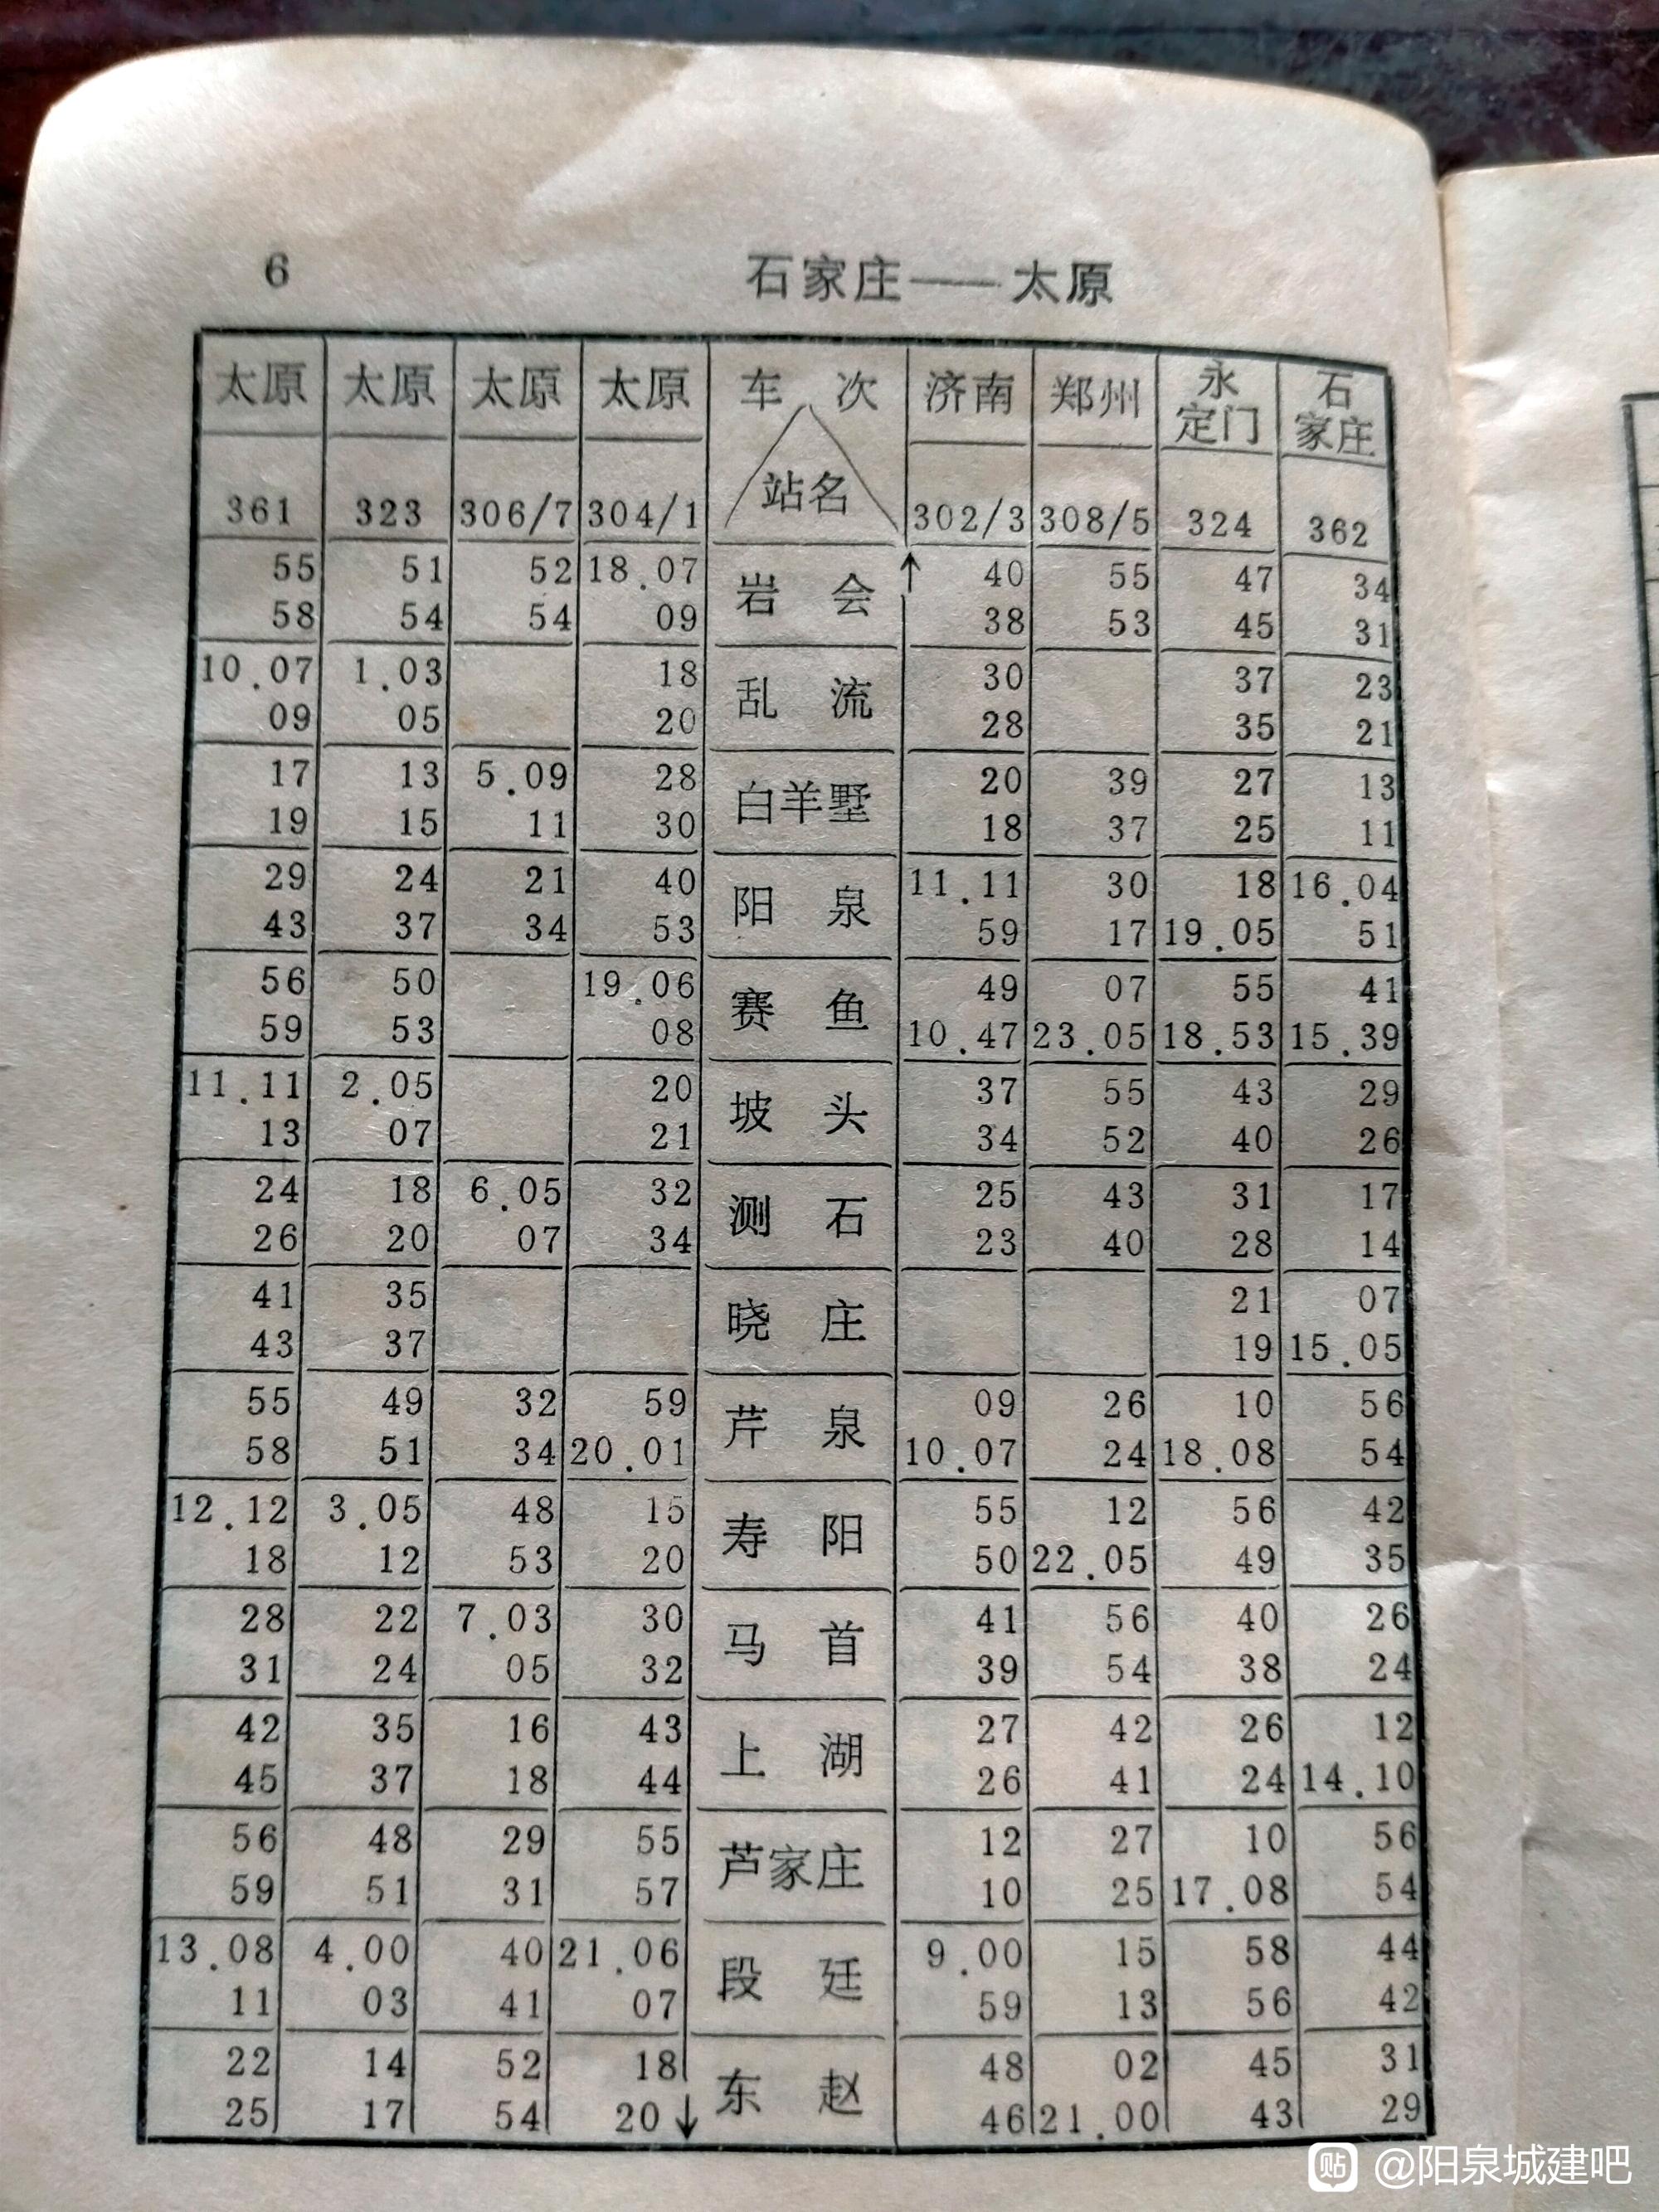 6 石家庄——太原
太原 太原 太原 太原 车次 济南 郑州 永定门 石家庄
361 323 306/7 304/1 站名 302/3 308/5 324 362
55 51 52 18.07 岩会 ↑ 40 55 47 34
58 54 54 09 38 53 45 31
10.07 1.03 18 乱流 30 37 23
09 05 20 28 35 21
17 13 5.09 28 白羊墅 20 39 27 13
19 15 11 30 18 37 25 11
29 24 21 40 阳泉 11.11 30 18 16.04
43 37 34 53 59 17 19.05 51
56 50 19.06 赛鱼 49 07 55 41
59 53 08 10.47 23.05 18.53 15.39
11.11 2.05 20 坡头 37 55 43 29
13 07 21 34 52 40 26
24 18 6.05 32 测石 25 43 31 17
26 20 07 34 23 40 28 14
41 35 晓庄 21 07
43 37 19 15.05
55 49 32 59 芹泉 09 26 10 56
58 51 34 20.01 10.07 24 18.08 54
12.12 3.05 48 15 寿阳 55 12 56 42
18 12 53 20 50 22.05 49 35
28 22 7.03 30 马首 41 56 40 26
31 24 05 32 39 54 38 24
42 35 16 43 上湖 27 42 26 12
45 37 18 44 26 41 24 14.10
56 48 29 55 芦家庄 12 27 10 56
59 51 31 57 10 25 17.08 54
13.08 4.00 40 21.06 段廷 9.00 15 58 44
11 03 41 07 59 13 56 42
22 14 52 18 东赵 48 02 45 31
25 17 54 20 ↓ 46 21.00 43 29
贴 @阳泉城建吧